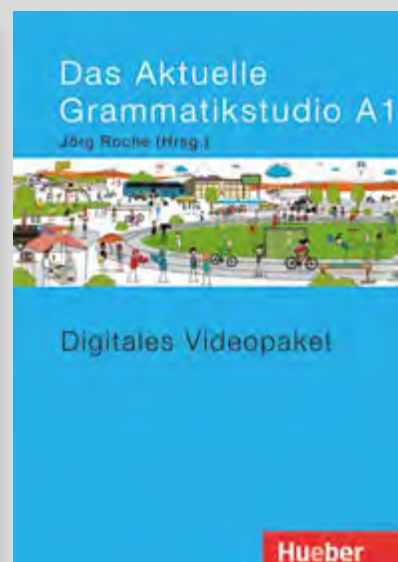 Das Aktuelle
Grammatikstudio A1
Jörg Roche (Hrsg.)
Digitales Videopaket
Hueber